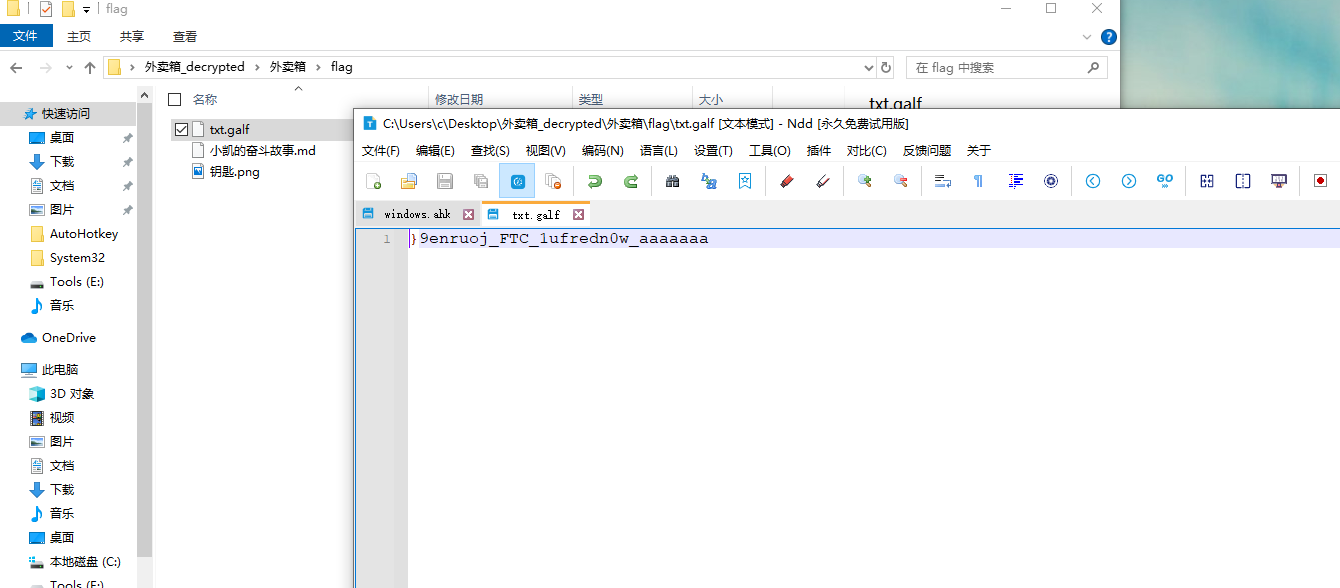 flag
文件 主页 共享 查看
外卖箱_decrypted › 外卖箱 › flag
在 flag 中搜索
名称 修改日期 类型 大小
快速访问
桌面
下载
文档
图片
AutoHotkey
System32
Tools (E:)
音乐
OneDrive
此电脑
3D 对象
视频
图片
文档
下载
音乐
桌面
本地磁盘 (C:)
Tools (E:)
txt.galf
小凯的奋斗故事.md
钥匙.png
txt.galf
C:\Users\c\Desktop\外卖箱_decrypted\外卖箱\flag\txt.galf [文本模式] - Ndd [永久免费试用版]
文件(F) 编辑(E) 查找(S) 视图(V) 编码(N) 语言(L) 设置(T) 工具(O) 插件 对比(C) 反馈问题 关于
GO
windows.ahk txt.galf
1 }9enruoj_FTC_1ufredn0w_aaaaaaa